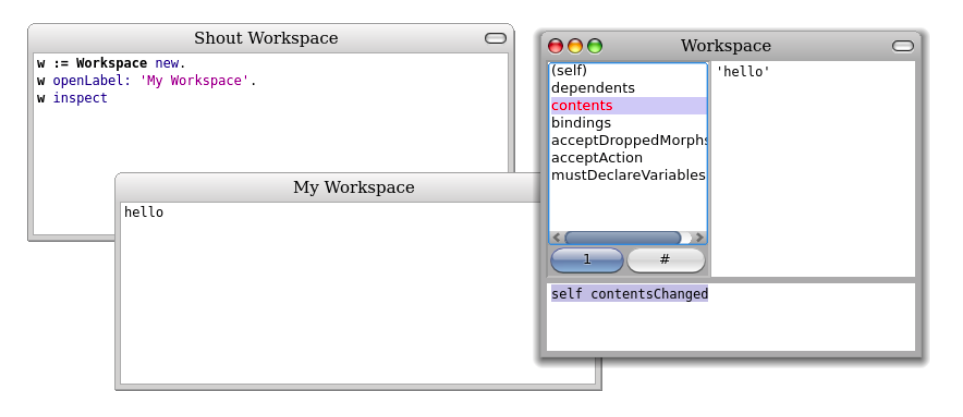 Shout Workspace
w := Workspace new.
w openLabel: 'My Workspace'.
w inspect
My Workspace
hello
Workspace
(self)
dependents
contents
bindings
acceptDroppedMorphs
acceptAction
mustDeclareVariables
1
#
'hello'
self contentsChanged